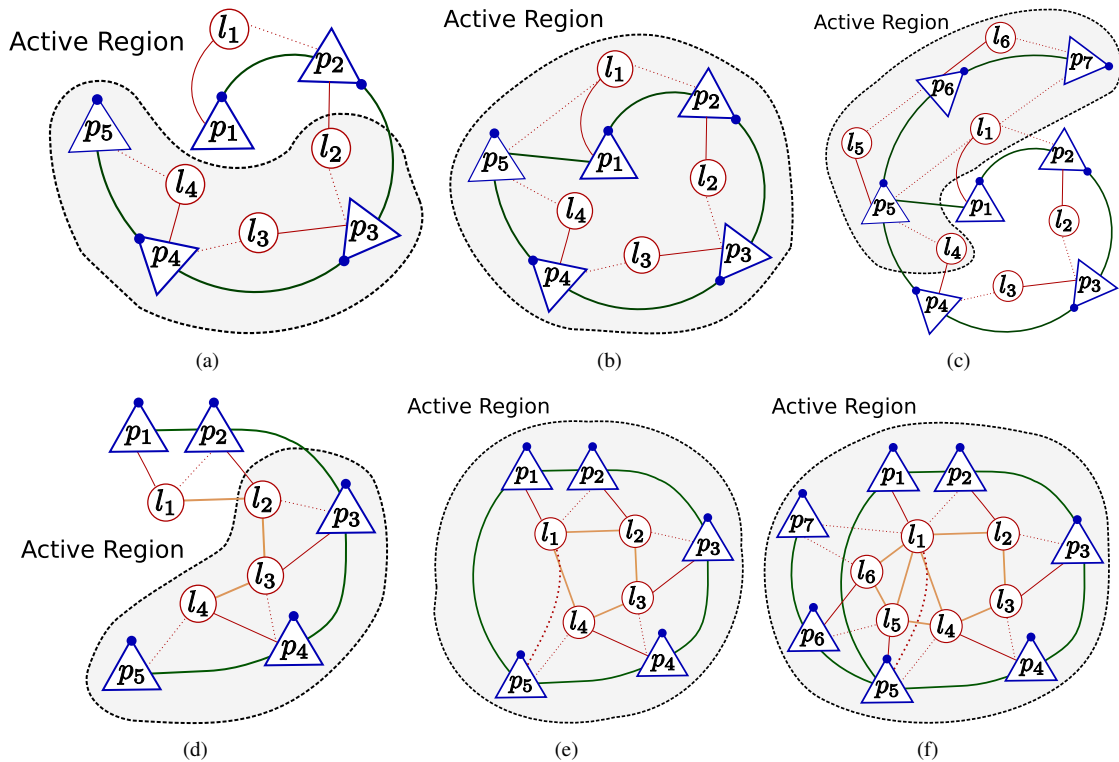 Active Region
l1
p2
p1
p5
l2
l4
l3
p3
p4
(a)
Active Region
l1
p2
p5
p1
l2
l4
l3
p3
p4
(b)
Active Region
l6
p7
p6
l1
l5
p2
p5
p1
l2
l4
l3
p3
p4
(c)
p1
p2
l1
l2
p3
Active Region
l3
l4
p4
p5
(d)
Active Region
p1
p2
l1
l2
p3
l3
l4
p4
p5
(e)
Active Region
p1
p2
p7
l1
l2
p3
l6
l3
l5
l4
p6
p4
p5
(f)